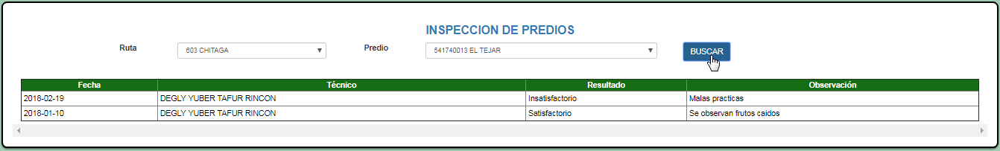 INSPECCION DE PREDIOS
Ruta 603 CHITAGA Predio 541740013 EL TEJAR BUSCAR
Fecha Técnico Resultado Observación
2018-02-19 DEGLY YUBER TAFUR RINCON Insatisfactorio Malas practicas
2018-01-10 DEGLY YUBER TAFUR RINCON Satisfactorio Se observan frutos caidos